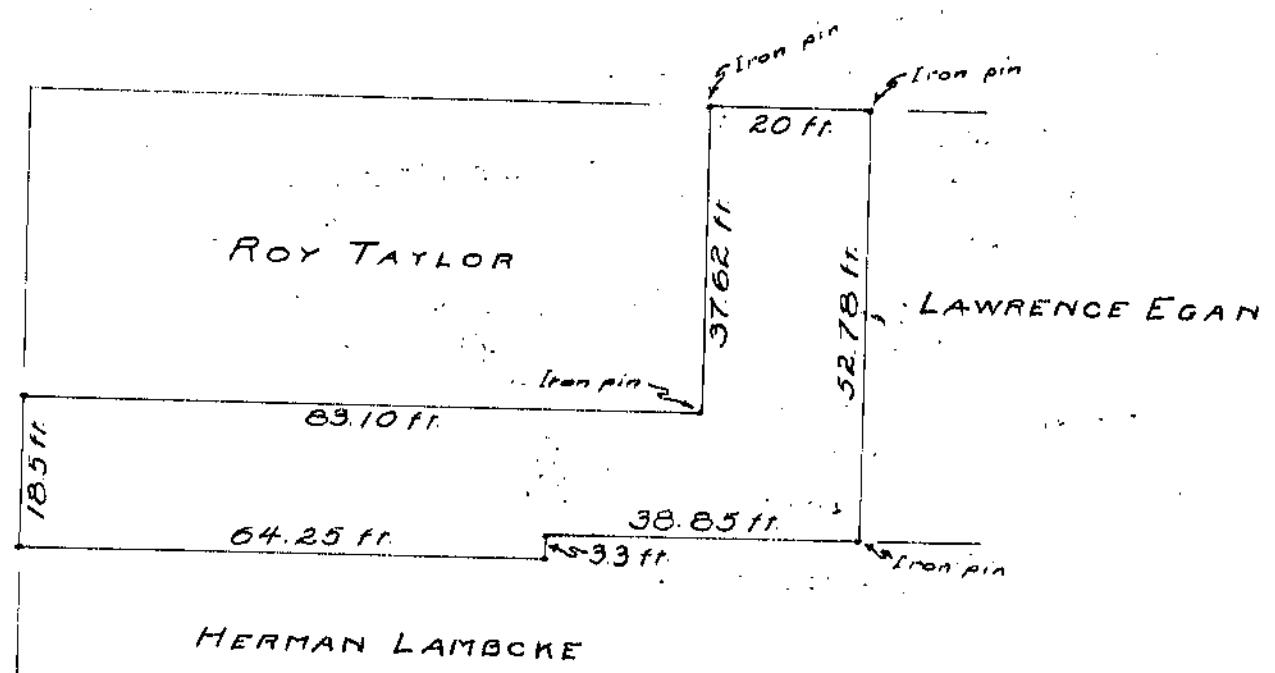 Iron pin
Iron pin
20 ft.
ROY TAYLOR
37.62 ft.
52.78 ft.
LAWRENCE EGAN
Iron pin
83.10 ft.
18.5 ft.
64.25 ft.
38.85 ft.
3.3 ft.
Iron pin
HERMAN LAMBCKE